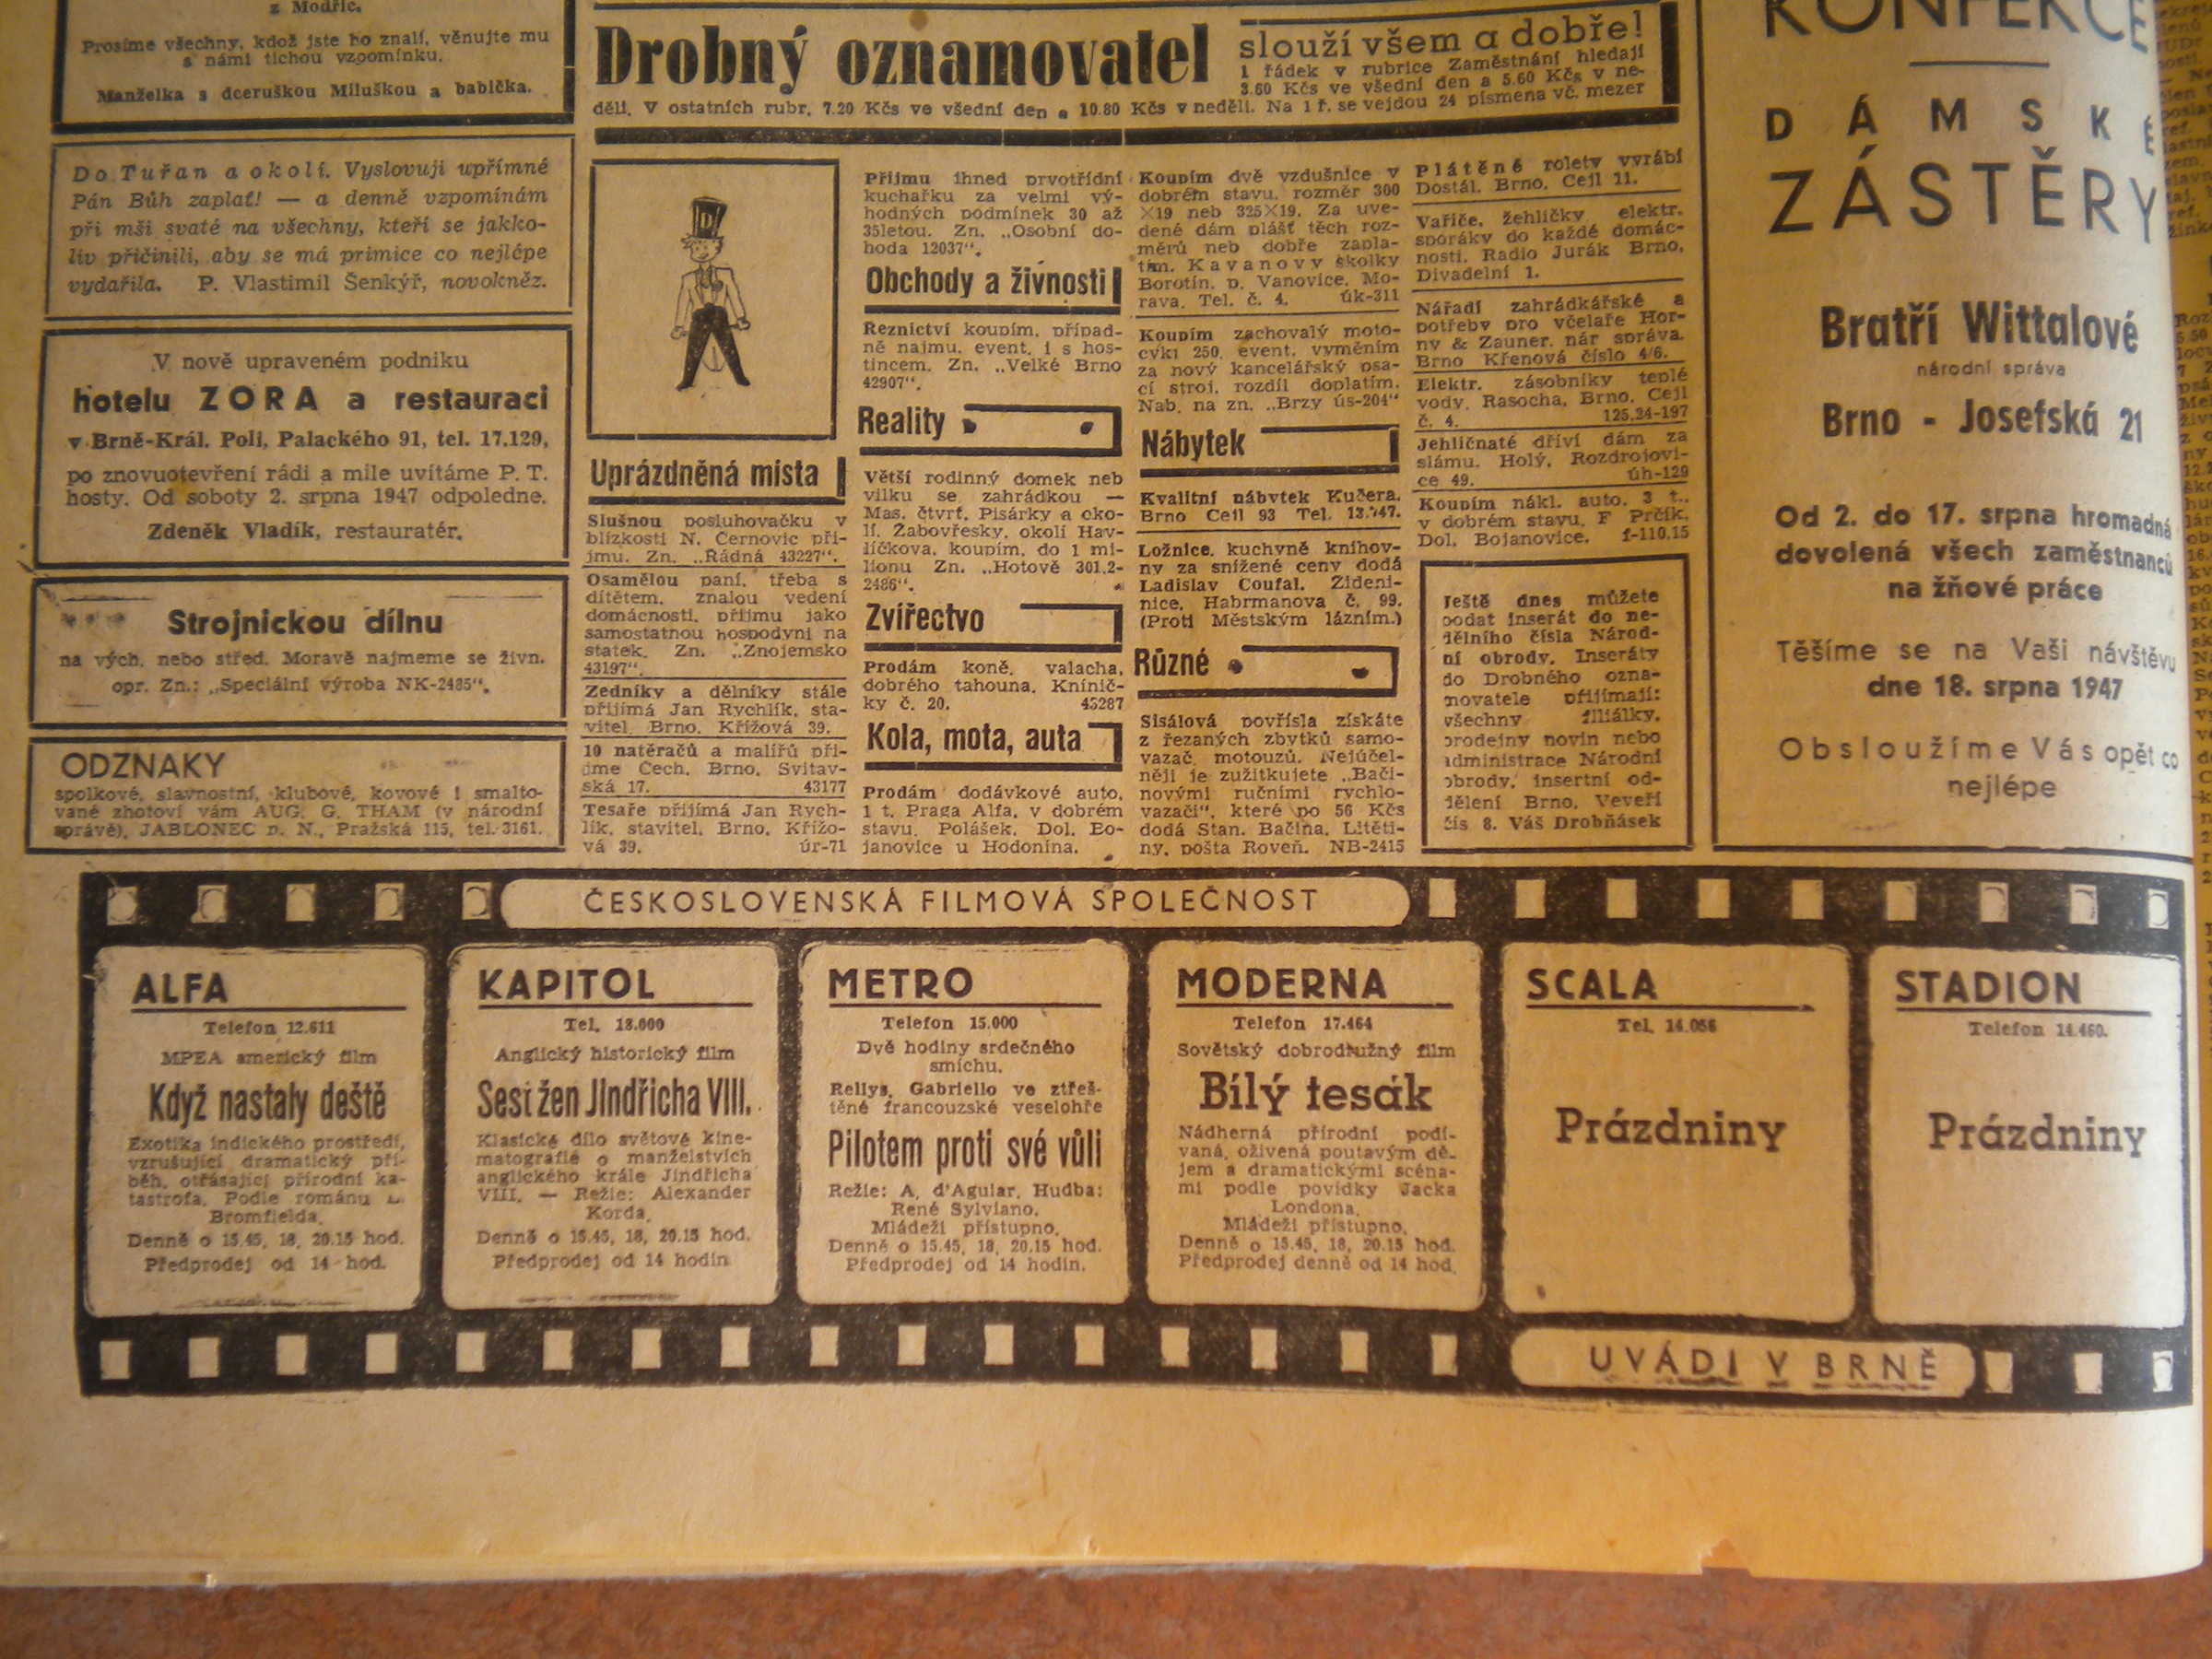 z Modřic.
Prosíme všechny, kdož jste ho znali, věnujte mu
s námi tichou vzpomínku.
Manželka s dceruškou Miluškou a babička.
Do Tuřan a okolí. Vyslovuji upřímné
Pán Bůh zaplať! — a denně vzpomínám
při mši svaté na všechny, kteří se jakko-
liv přičinili, aby se má primice co nejlépe
vydařila. P. Vlastimil Šenkýř, novokněz.
V nově upraveném podniku
hotelu ZORA a restauraci
v Brně-Král. Poli, Palackého 91, tel. 17.129,
po znovuotevření rádi a mile uvítáme P. T.
hosty. Od soboty 2. srpna 1947 odpoledne.
Zdeněk Vladík, restauratér.
Strojnickou dílnu
na vých. nebo střed. Moravě najmeme se živn.
opr. Zn.: „Speciální výroba NK-2485“.
ODZNAKY
spolkové, slavnostní, klubové, kovové i smalto-
vané zhotoví vám AUG. G. THAM (v národní
správě), JABLONEC n. N., Pražská 115, tel. 3161.
Drobný oznamovatel
slouží všem a dobře!
1 řádek v rubrice Zaměstnání hledají
3.60 Kčs ve všední den a 5.60 Kčs v ne-
děli. V ostatních rubr. 7.20 Kčs ve všední den a 10.80 Kčs v neděli. Na 1 ř. se vejdou 24 písmena vč. mezer
D
Uprázdněná místa
Slušnou posluhovačku v
blízkosti N. Černovic při-
jmu. Zn. „Řádná 43227“.
Osamělou paní, třeba s
dítětem, znalou vedení
domácnosti, přijmu jako
samostatnou hospodyni na
statek. Zn. „Znojemsko
43197“.
Zedníky a dělníky stále
přijímá Jan Rychlík, sta-
vitel, Brno, Křížová 39.
10 natěračů a malířů při-
jme Čech, Brno, Svitav-
ská 17. 43177
Tesaře přijímá Jan Rych-
lík, stavitel, Brno, Křížo-
vá 39. úr-71
Přijmu ihned prvotřídní
kuchařku za velmi vý-
hodných podmínek 30 až
35letou. Zn. „Osobní do-
hoda 12037“.
Obchody a živnosti
Řeznictví koupím, případ-
ně najmu, event. i s hos-
tincem. Zn. „Velké Brno
42907“.
Reality
Větší rodinný domek neb
vilku se zahrádkou —
Mas. čtvrť, Pisárky a oko-
lí, Žabovřesky, okolí Hav-
líčkova, koupím, do 1 mi-
lionu Zn. „Hotově 301.2-
2486“.
Zvířectvo
Prodám koně, valacha,
dobrého tahouna. Kníničky-
ky č. 20. 43287
Kola, mota, auta
Prodám dodávkové auto,
1 t. Praga Alfa, v dobrém
stavu. Polášek, Dol. Bo-
janovice u Hodonína.
Koupím dvě vzdušnice v
dobrém stavu, rozměr 300
×19 neb 325×19. Za uve-
dené dám plášť těch roz-
měrů neb dobře zapla-
tím. Kavanovy školky
Borotín, p. Vanovice, Mo-
rava. Tel. č. 4. úk-311
Koupím zachovalý moto-
cykl 250, event. vyměním
za nový kancelářský psa-
cí stroj, rozdíl doplatím.
Nab. na zn. „Brzy ús-204“
Nábytek
Kvalitní nábytek Kučera,
Brno Cejl 93 Tel.
Ložnice, kuchyně knihov-
ny za snížené ceny dodá
Ladislav Coufal, Židenice-
nice, Habrmanova č. 99.
(Proti Městským lázním.)
Různé
Sisálová povřísla získáte
z řezaných zbytků samo-
vazač. motouzů. Nejúčel-
něji je zužitkujete „Bači-
novými ručními rychlo-
vazači“, které po 56 Kčs
dodá Stan. Bačina, Litěti-
ny, pošta Roveň. NB-2415
Plátěné rolety vyrábí
Dostál, Brno, Cejl 11.
Vařiče, žehličky elektr.
sporáky do každé domác-
nosti. Radio Jurák Brno,
Divadelní 1.
Nářadí zahrádkářské a
potřeby pro včelaře Hor-
ny & Zauner, nár správa,
Brno Křenová číslo 4/6.
Elektr. zásobníky teplé
vody. Rasocha, Brno, Cejl
č. 4. 125.24-197
Jehličnaté dříví dám za
slámu. Holý, Rozdrojovi-
ce 49. úh-129
Koupím nákl. auto, 3 t.,
v dobrém stavu, F Prčík,
Dol. Bojanovice. f-110.15
Ještě dnes můžete
podat inserát do ne-
dělního čísla Národ-
ní obrody. Inseráty
do Drobného ozna-
movatele přijímají:
všechny filiálky,
prodejny novin nebo
administrace Národní
obrody, insertní od-
dělení Brno, Veveří
čís 8. Váš Drobňásek
KONFEKCE
DÁMSKÉ
ZÁSTĚRY
Bratří Wittalové
národní správa
Brno - Josefská 21
Od 2. do 17. srpna hromadná
dovolená všech zaměstnanců
na žňové práce
Těšíme se na Vaši návštěvu
dne 18. srpna 1947
Obsloužíme Vás opět co
nejlépe
ČESKOSLOVENSKÁ FILMOVÁ SPOLEČNOST
ALFA
Telefon 12.611
MPEA americký film
Když nastaly deště
Exotika indického prostředí,
vzrušující dramatický pří-
běh, otřásající přírodní ka-
tastrofa. Podle románu L.
Bromfielda.
Denně o 15.45, 18, 20.15 hod.
Předprodej od 14 hod.
KAPITOL
Tel. 18.000
Anglický historický film
Šest žen Jindřicha VIII.
Klasické dílo světové kine-
matografie o manželstvích
anglického krále Jindřicha
VIII. — Režie: Alexander
Korda.
Denně o 15.45, 18, 20.15 hod.
Předprodej od 14 hodin
METRO
Telefon 15.000
Dvě hodiny srdečného
smíchu.
Rellys, Gabriello ve ztřeš-
těné francouzské veselohře
Pilotem proti své vůli
Režie: A. d'Aguiar, Hudba:
René Sylviano.
Mládeži přístupno.
Denně o 15.45, 18, 20.15 hod.
Předprodej od 14 hodin.
MODERNA
Telefon 17.464
Sovětský dobrodružný film
Bílý tesák
Nádherná přírodní podí-
vaná, oživená poutavým dě-
jem a dramatickými scéna-
mi podle povídky Jacka
Londona.
Mládeži přístupno.
Denně o 15.45, 18, 20.15 hod.
Předprodej denně od 14 hod.
SCALA
Tel. 14.056
Prázdniny
STADION
Telefon 14.460.
Prázdniny
UVÁDÍ V BRNĚ